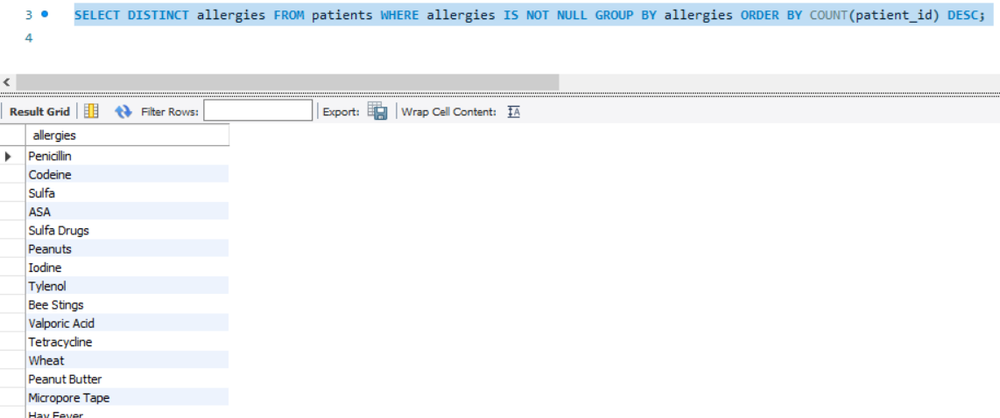 3 SELECT DISTINCT allergies FROM patients WHERE allergies IS NOT NULL GROUP BY allergies ORDER BY COUNT(patient_id) DESC;
4
Result Grid Filter Rows: Export: Wrap Cell Content: IA
allergies
Penicillin
Codeine
Sulfa
ASA
Sulfa Drugs
Peanuts
Iodine
Tylenol
Bee Stings
Valporic Acid
Tetracycline
Wheat
Peanut Butter
Micropore Tape
Hay Fever